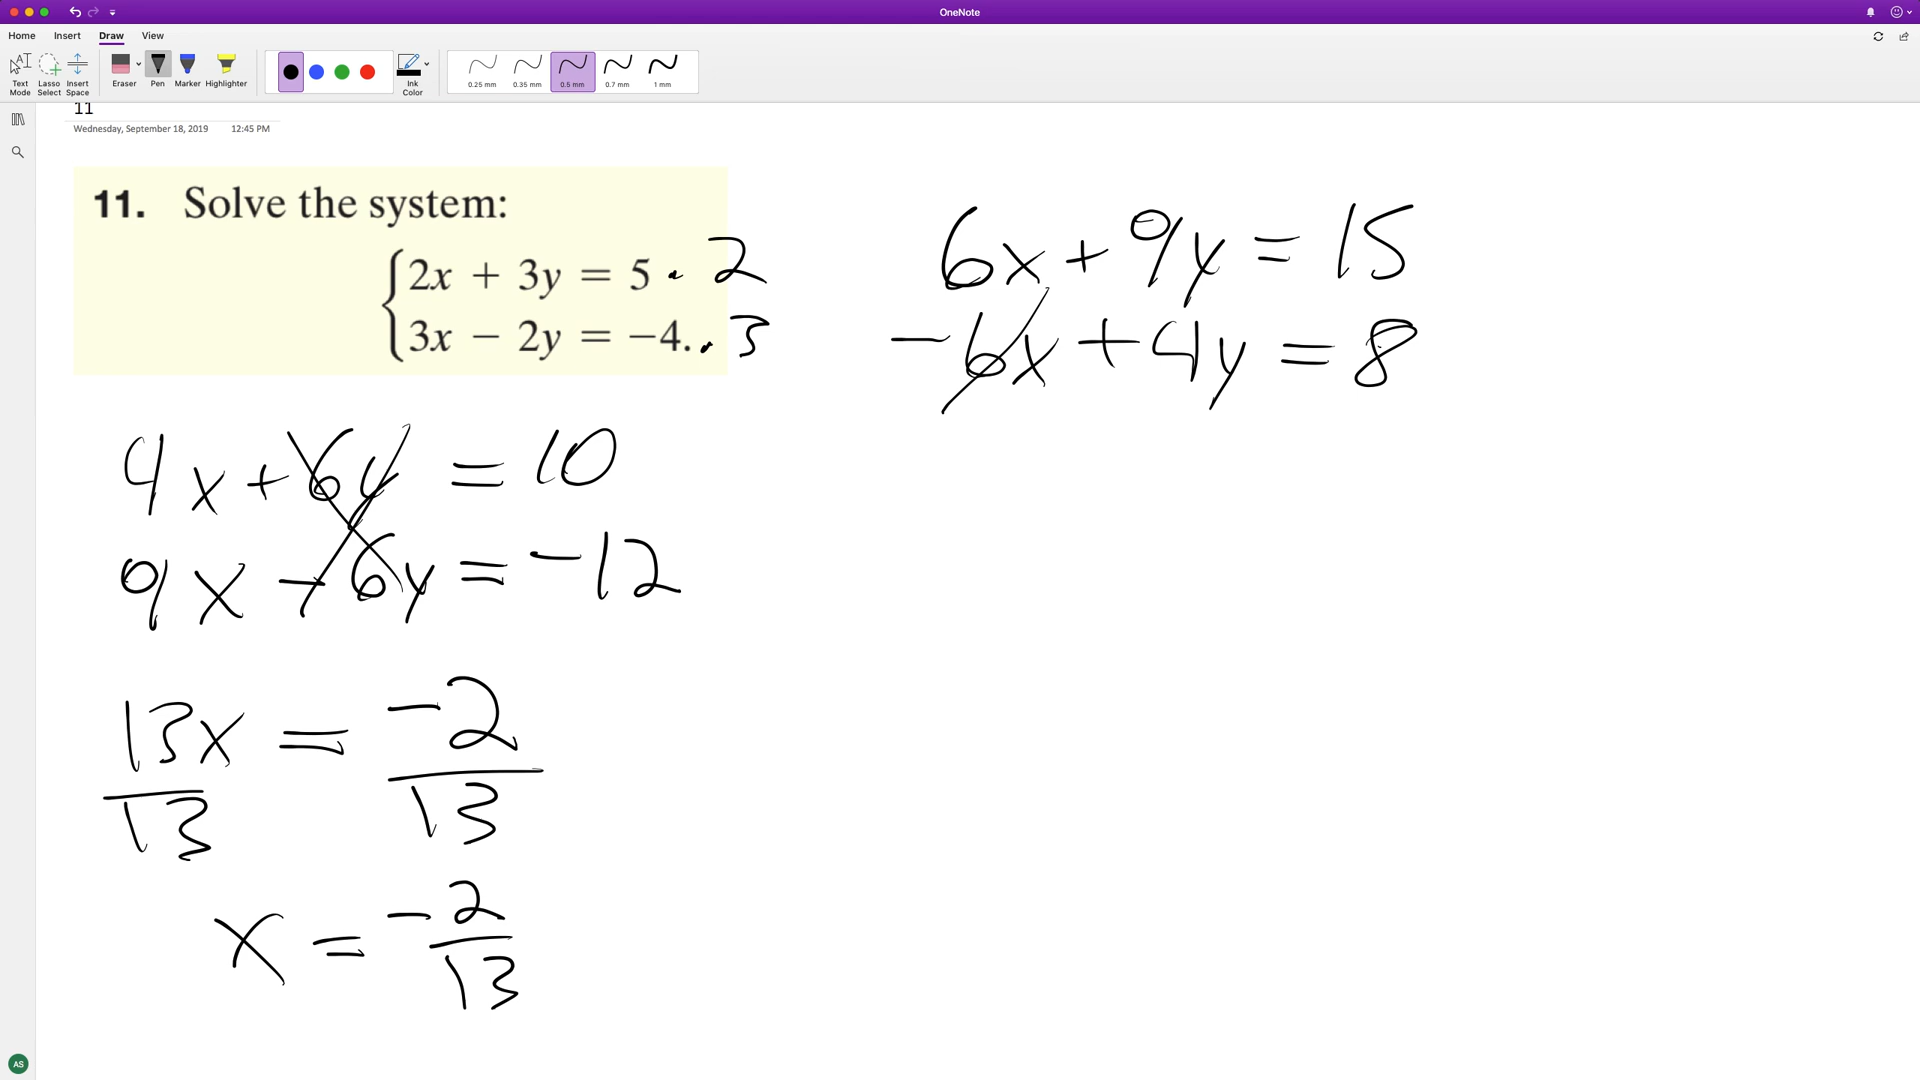 OneNote
Home Insert Draw View
Text Mode
Lasso Select
Insert Space
Eraser
Pen
Marker
Highlighter
Ink Color
0.25 mm
0.35 mm
0.5 mm
0.7 mm
1 mm
11
Wednesday, September 18, 2019 12:45 PM
11. Solve the system:
2x + 3y = 5 · 2
3x − 2y = −4. · 3
4x + 6y = 10
9x − 6y = −12
13x = −2
13 13
x = −2
13
6x + 9y = 15
−6x + 4y = 8
AS